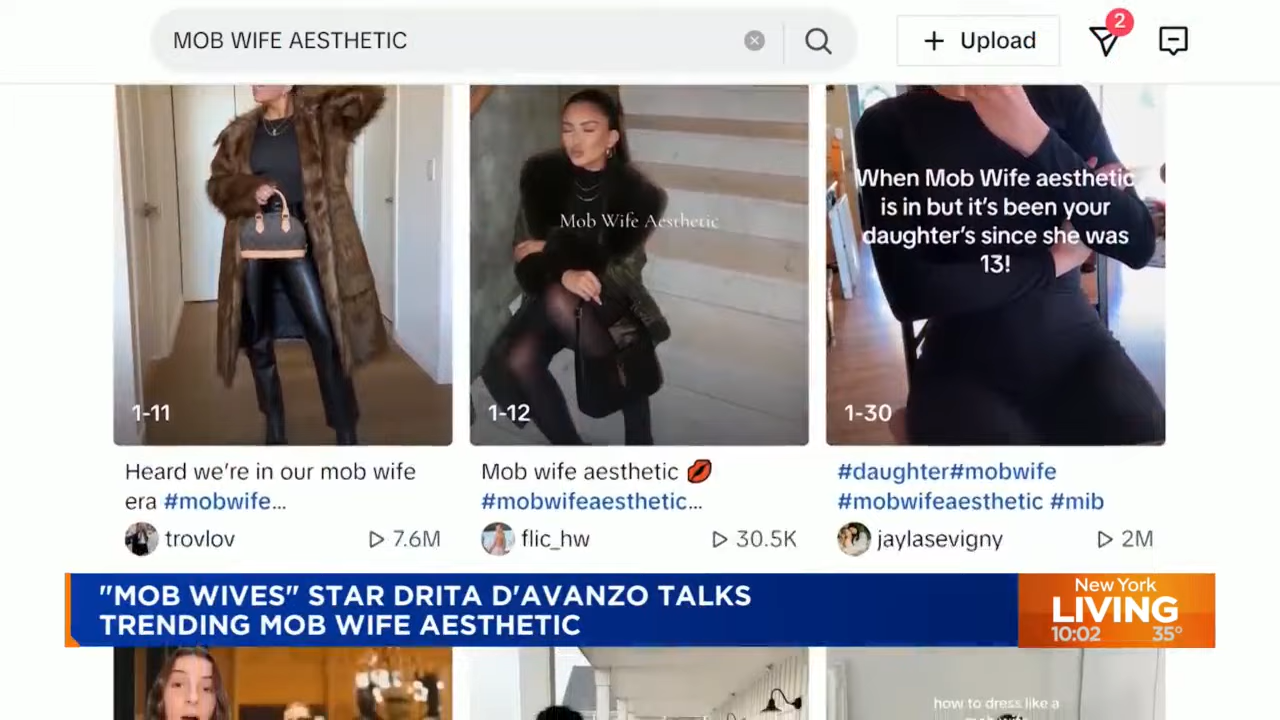 MOB WIFE AESTHETIC
Upload
2
Mob Wife Aesthetic
When Mob Wife aesthetic
is in but it's been your
daughter's since she was
13!
1-11
1-12
1-30
Heard we're in our mob wife
era #mobwife...
trovlov
7.6M
Mob wife aesthetic
#mobwifeaesthetic...
flic_hw
30.5K
#daughter#mobwife
#mobwifeaesthetic #mib
jaylasevigny
2M
"MOB WIVES" STAR DRITA D'AVANZO TALKS
TRENDING MOB WIFE AESTHETIC
New York
LIVING
10:02 35°
how to dress like a
mob wife